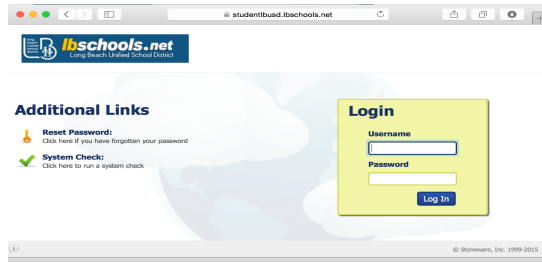 studentlbusd.lbschools.net
lbschools.net
Long Beach Unified School District
Additional Links
Reset Password:
Click here if you have forgotten your password
System Check:
Click here to run a system check
Login
Username
Password
Log In
© Stoneware, Inc. 1999-2015